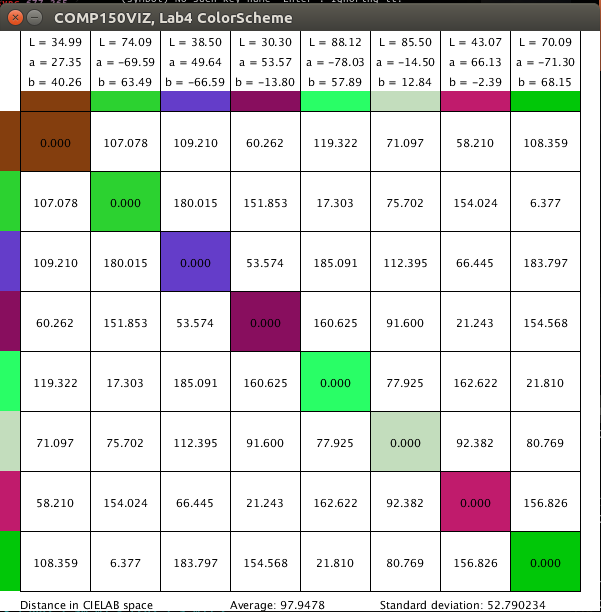 COMP150VIZ, Lab4 ColorScheme
L = 34.99 L = 74.09 L = 38.50 L = 30.30 L = 88.12 L = 85.50 L = 43.07 L = 70.09
a = 27.35 a = -69.59 a = 49.64 a = 53.57 a = -78.03 a = -14.50 a = 66.13 a = -71.30
b = 40.26 b = 63.49 b = -66.59 b = -13.80 b = 57.89 b = 12.84 b = -2.39 b = 68.15
0.000 107.078 109.210 60.262 119.322 71.097 58.210 108.359
107.078 0.000 180.015 151.853 17.303 75.702 154.024 6.377
109.210 180.015 0.000 53.574 185.091 112.395 66.445 183.797
60.262 151.853 53.574 0.000 160.625 91.600 21.243 154.568
119.322 17.303 185.091 160.625 0.000 77.925 162.622 21.810
71.097 75.702 112.395 91.600 77.925 0.000 92.382 80.769
58.210 154.024 66.445 21.243 162.622 92.382 0.000 156.826
108.359 6.377 183.797 154.568 21.810 80.769 156.826 0.000
Distance in CIELAB space Average: 97.9478 Standard deviation: 52.790234